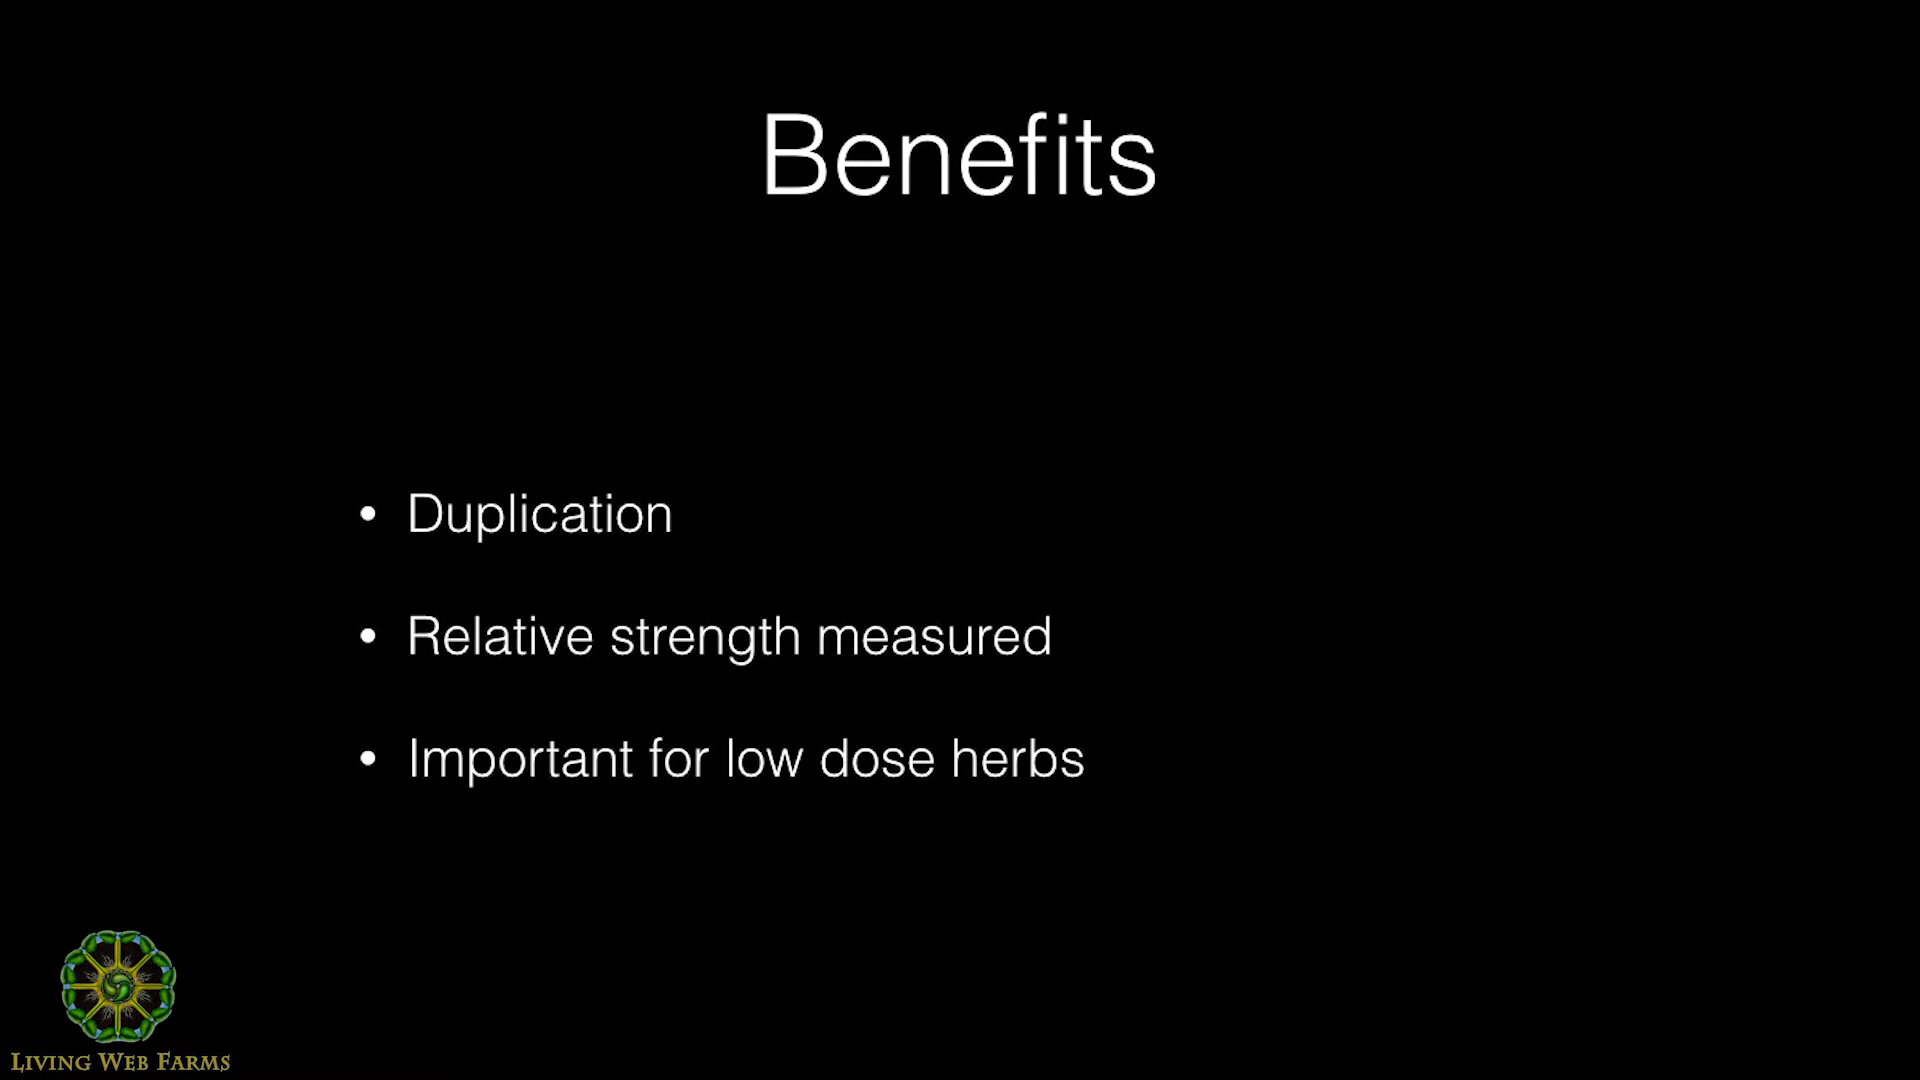 Benefits
• Duplication
• Relative strength measured
• Important for low dose herbs
LIVING WEB FARMS